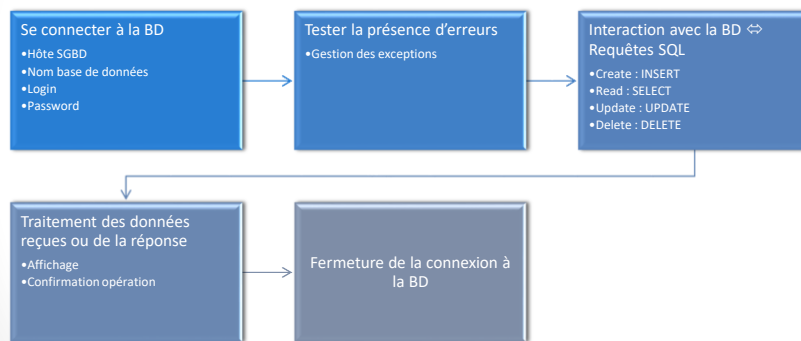 Se connecter à la BD
•Hôte SGBD
•Nom base de données
•Login
•Password
Tester la présence d'erreurs
•Gestion des exceptions
Interaction avec la BD ⇔
Requêtes SQL
•Create : INSERT
•Read : SELECT
•Update : UPDATE
•Delete : DELETE
Traitement des données
reçues ou de la réponse
•Affichage
•Confirmation opération
Fermeture de la connexion à
la BD